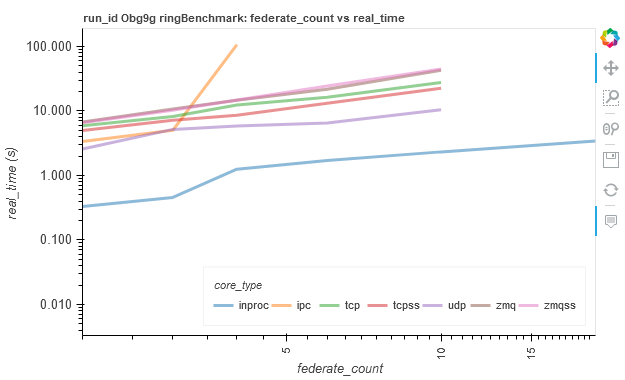 run_id Obg9g ringBenchmark: federate_count vs real_time
100.000
10.000
1.000
0.100
0.010
real_time (s)
core_type
inproc ipc tcp tcpss udp zmq zmqss
5 10 15
federate_count